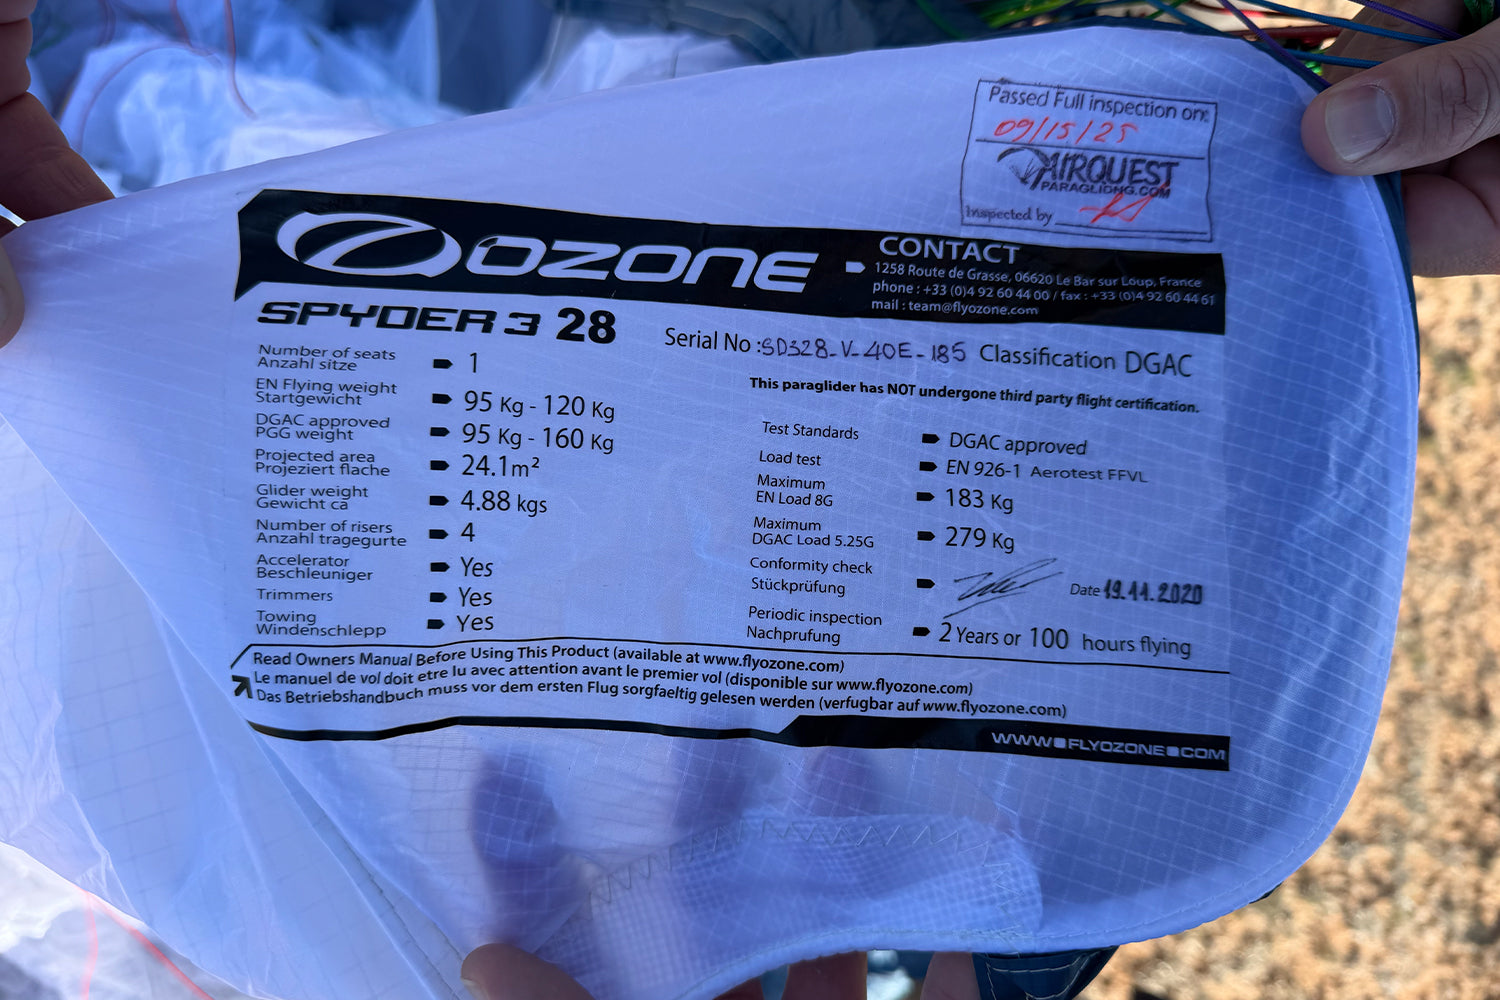 Passed Full inspection on:
09/15/25
AIRQUEST
PARAGLIDING.COM
Inspected by
OZONE
CONTACT
1258 Route de Grasse, 06620 Le Bar sur Loup, France
phone : +33 (0)4 92 60 44 00 / fax : +33 (0)4 92 60 44 61
mail : team@flyozone.com
SPYDER 3 28
Serial No : SD328-V-40E-185 Classification DGAC
This paraglider has NOT undergone third party flight certification.
Number of seats
Anzahl sitze
1
EN Flying weight
Startgewicht
95 Kg - 120 Kg
DGAC approved
PGG weight
95 Kg - 160 Kg
Projected area
Projeziert flache
24.1m²
Glider weight
Gewicht ca
4.88 kgs
Number of risers
Anzahl tragegurte
4
Accelerator
Beschleuniger
Yes
Trimmers
Yes
Towing
Windenschlepp
Yes
Test Standards
DGAC approved
Load test
EN 926-1 Aerotest FFVL
Maximum
EN Load 8G
183 Kg
Maximum
DGAC Load 5.25G
279 Kg
Conformity check
Stückprüfung
Date 19.11.2020
Periodic inspection
Nachprufung
2 Years or 100 hours flying
Read Owners Manual Before Using This Product (available at www.flyozone.com)
Le manuel de vol doit etre lu avec attention avant le premier vol (disponible sur www.flyozone.com)
Das Betriebshandbuch muss vor dem ersten Flug sorgfaeltig gelesen werden (verfugbar auf www.flyozone.com)
WWW.FLYOZONE.COM